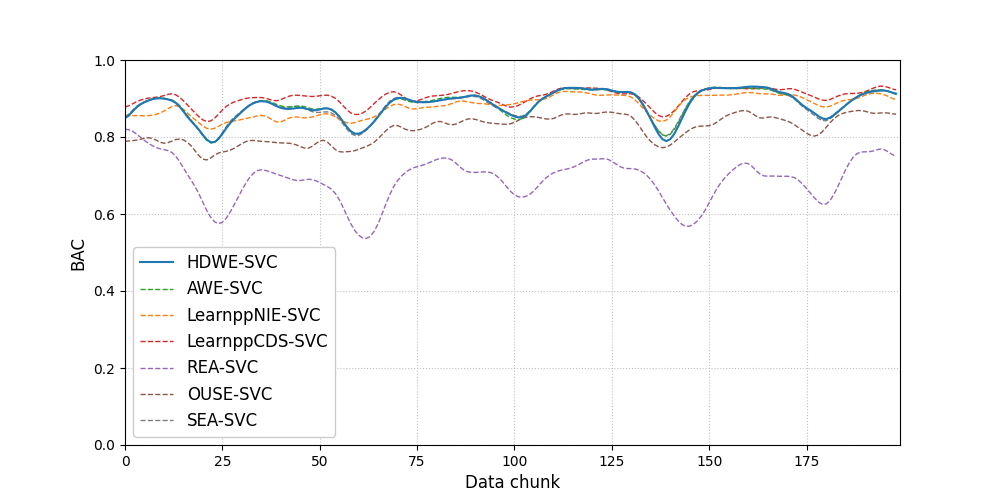 1.0
0.8
0.6
0.4
0.2
0.0
BAC
HDWE-SVC
AWE-SVC
LearnppNIE-SVC
LearnppCDS-SVC
REA-SVC
OUSE-SVC
SEA-SVC
0 25 50 75 100 125 150 175
Data chunk